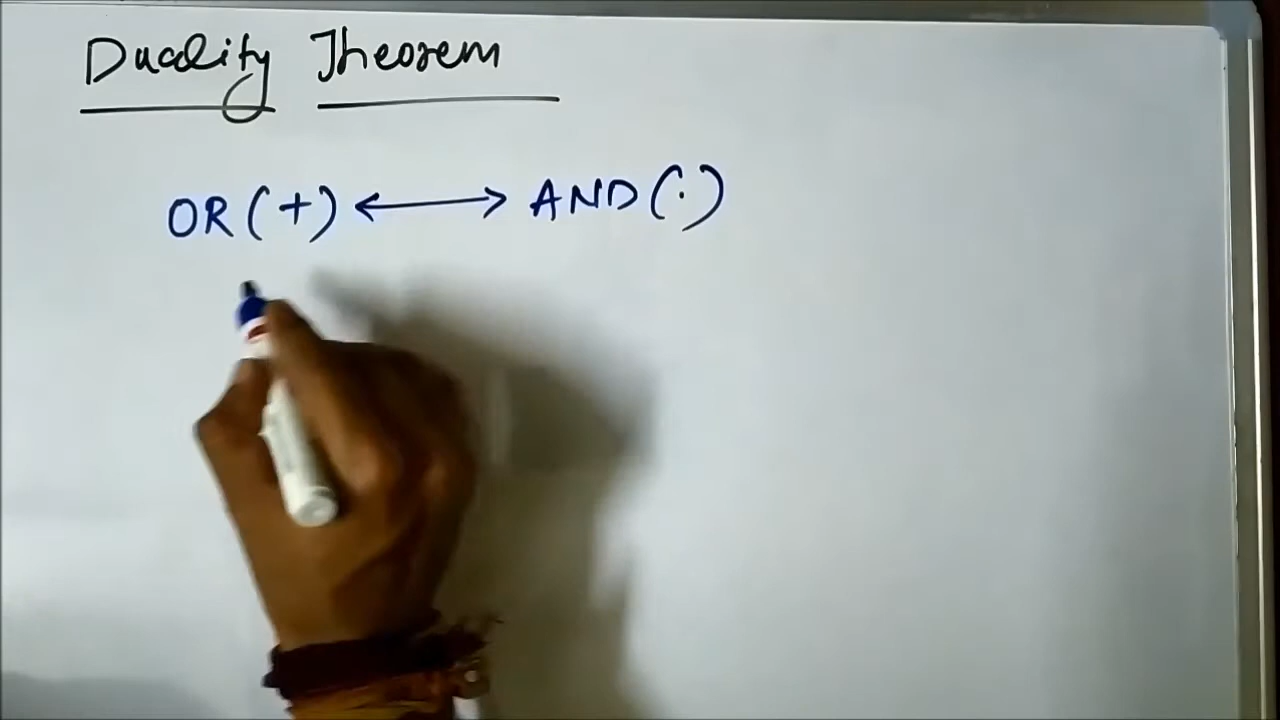 Duality Theorem
OR (+) ⟷ AND (·)